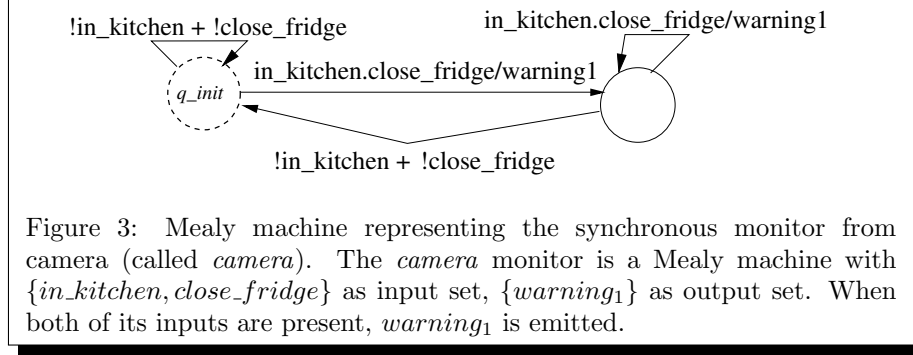 !in_kitchen + !close_fridge
in_kitchen.close_fridge/warning1
in_kitchen.close_fridge/warning1
q_init
!in_kitchen + !close_fridge
Figure 3: Mealy machine representing the synchronous monitor from
camera (called camera). The camera monitor is a Mealy machine with
{in_kitchen, close_fridge} as input set, {warning₁} as output set. When
both of its inputs are present, warning₁ is emitted.